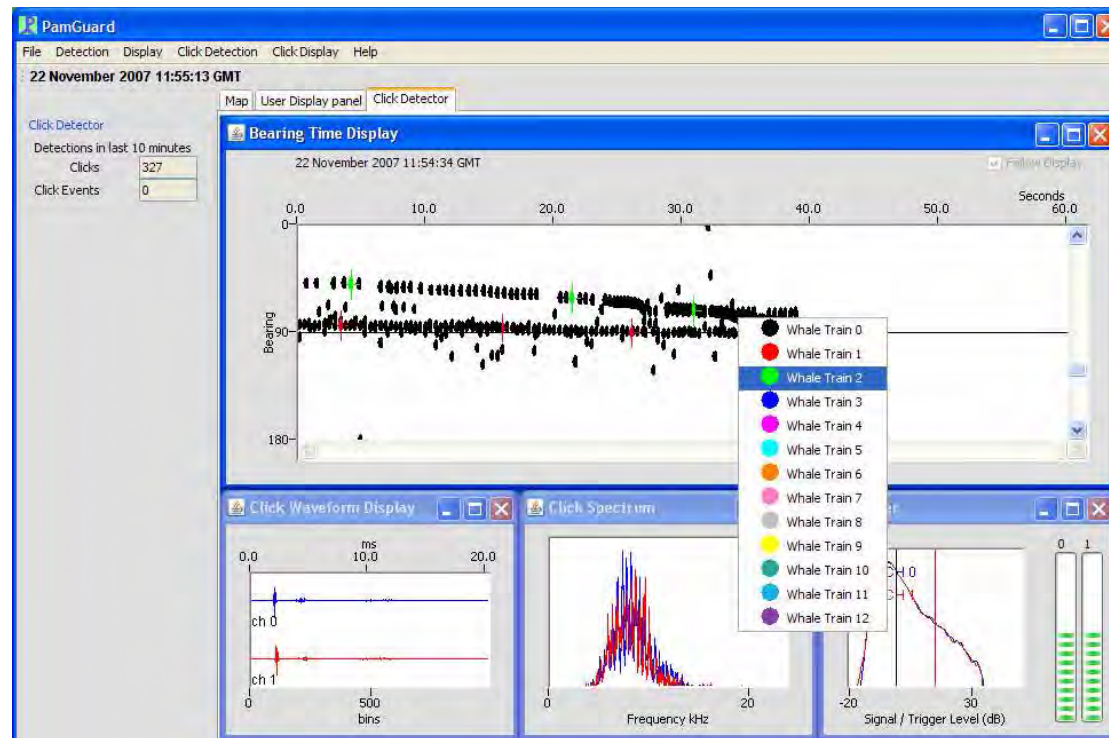 PamGuard
File Detection Display Click Detection Click Display Help
22 November 2007 11:55:13 GMT
Map User Display panel Click Detector
Click Detector
Detections in last 10 minutes
Clicks 327
Click Events 0
Bearing Time Display
22 November 2007 11:54:34 GMT
Follow Display
Seconds
0.0 10.0 20.0 30.0 40.0 50.0 60.0
0
90
180
Bearing
Whale Train 0
Whale Train 1
Whale Train 2
Whale Train 3
Whale Train 4
Whale Train 5
Whale Train 6
Whale Train 7
Whale Train 8
Whale Train 9
Whale Train 10
Whale Train 11
Whale Train 12
Click Waveform Display
ms
0.0 10.0 20.0
ch 0
ch 1
0 500
bins
Click Spectrum
0 20
Frequency kHz
CH 0
-20 30
Signal / Trigger Level (dB)
0 1